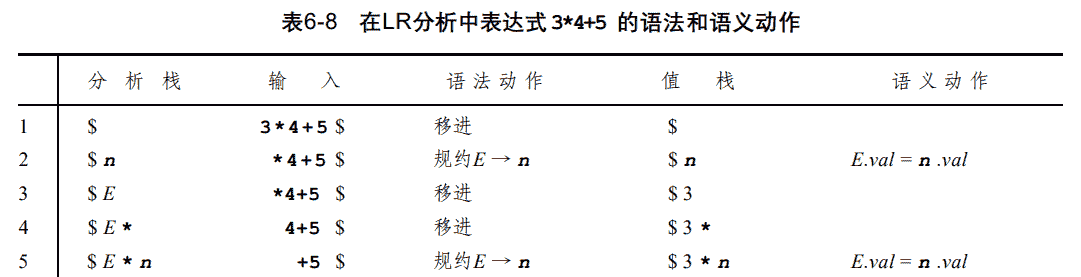 表6-8 在LR分析中表达式 3*4+5 的语法和语义动作
分析栈 输入 语法动作 值栈 语义动作
1 $ 3*4+5 $ 移进 $
2 $ n *4+5 $ 规约E → n $ n E.val = n .val
3 $ E *4+5 $ 移进 $ 3
4 $ E * 4+5 $ 移进 $ 3 *
5 $ E * n +5 $ 规约E → n $ 3 * n E.val = n .val